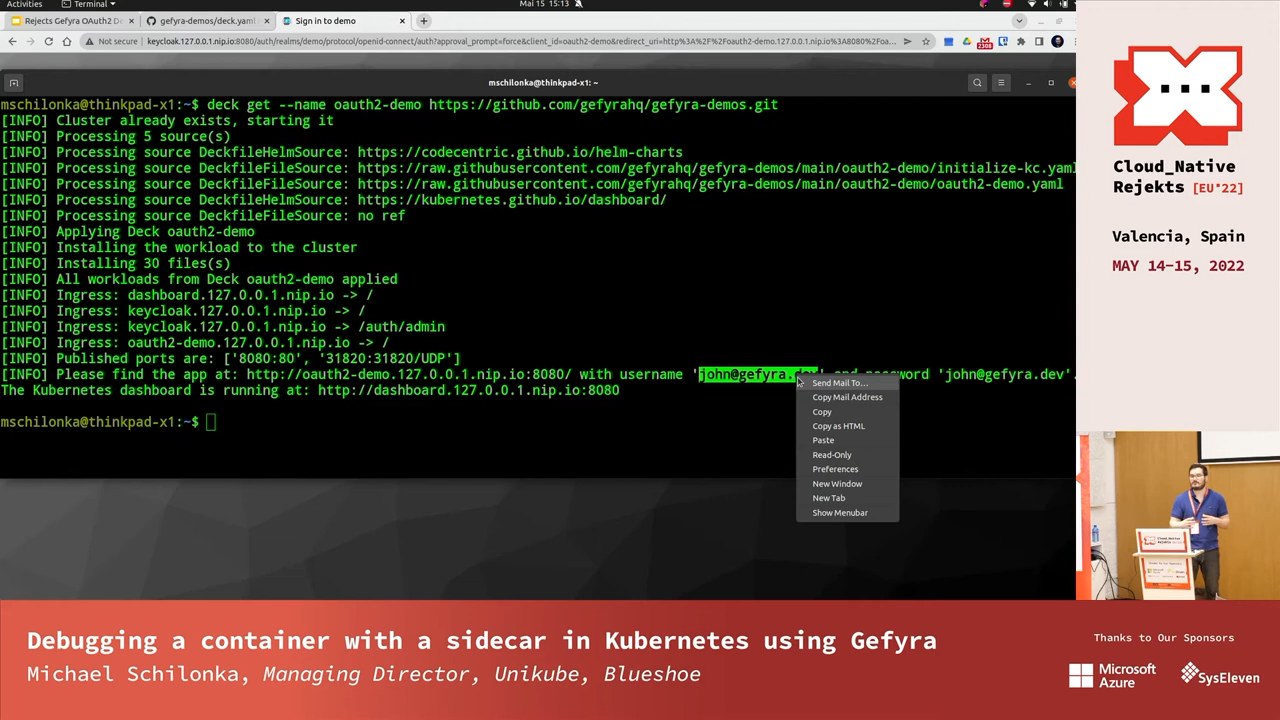 Activities
Terminal
Mai 15 15:13
Rejects Gefyra OAuth2 De
gefyra-demos/deck.yaml
Sign in to demo
Not secure
keycloak.127.0.0.1.nip.io:8080/auth/realms/demo/protocol/openid-connect/auth?approval_prompt=force&client_id=oauth2-demo&redirect_uri=http%3A%2F%2Foauth2-demo.127.0.0.1.nip.io%3A8080%2Foa...
2308
mschilonka@thinkpad-x1: ~
mschilonka@thinkpad-x1:~$ deck get --name oauth2-demo https://github.com/gefyrahq/gefyra-demos.git
[INFO] Cluster already exists, starting it
[INFO] Processing 5 source(s)
[INFO] Processing source DeckfileHelmSource: https://codecentric.github.io/helm-charts
[INFO] Processing source DeckfileFileSource: https://raw.githubusercontent.com/gefyrahq/gefyra-demos/main/oauth2-demo/initialize-kc.yaml
[INFO] Processing source DeckfileFileSource: https://raw.githubusercontent.com/gefyrahq/gefyra-demos/main/oauth2-demo/oauth2-demo.yaml
[INFO] Processing source DeckfileHelmSource: https://kubernetes.github.io/dashboard/
[INFO] Processing source DeckfileFileSource: no ref
[INFO] Applying Deck oauth2-demo
[INFO] Installing the workload to the cluster
[INFO] Installing 30 files(s)
[INFO] All workloads from Deck oauth2-demo applied
[INFO] Ingress: dashboard.127.0.0.1.nip.io -> /
[INFO] Ingress: keycloak.127.0.0.1.nip.io -> /
[INFO] Ingress: keycloak.127.0.0.1.nip.io -> /auth/admin
[INFO] Ingress: oauth2-demo.127.0.0.1.nip.io -> /
[INFO] Published ports are: ['8080:80', '31820:31820/UDP']
[INFO] Please find the app at: http://oauth2-demo.127.0.0.1.nip.io:8080/ with username 'john@gefyra.dev' and password 'john@gefyra.dev'.
The Kubernetes dashboard is running at: http://dashboard.127.0.0.1.nip.io:8080
mschilonka@thinkpad-x1:~$
Send Mail To...
Copy Mail Address
Copy
Copy as HTML
Paste
Read-Only
Preferences
New Window
New Tab
Show Menubar
Cloud_Native
Rejekts [EU'22]
Valencia, Spain
MAY 14-15, 2022
Cloud_Native
Debugging a container with a sidecar in Kubernetes using Gefyra
Michael Schilonka, Managing Director, Unikube, Blueshoe
Thanks to Our Sponsors
Microsoft
Azure
SysEleven